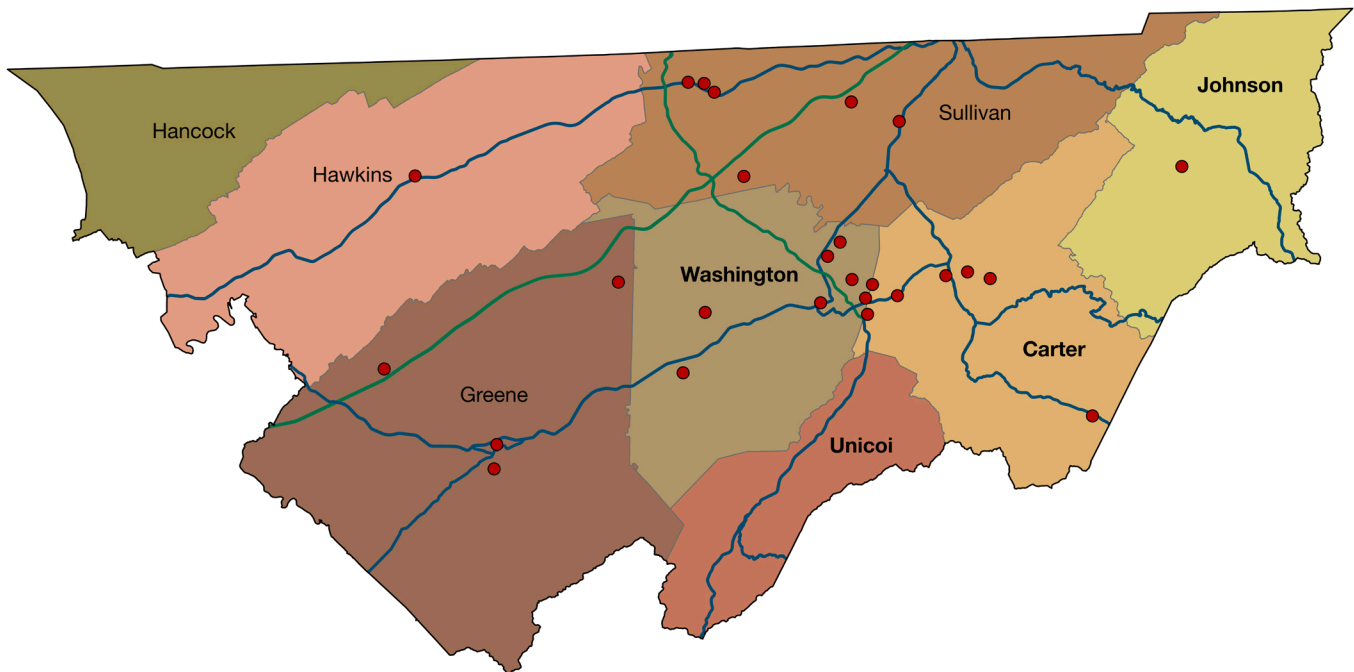 Johnson
Sullivan
Hancock
Hawkins
Washington
Carter
Greene
Unicoi